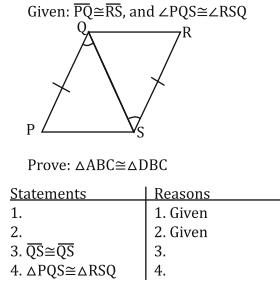 Given: P̅Q̅≅R̅S̅, and ∠PQS≅∠RSQ
Q
R
P
S
Prove: △ABC≅△DBC
Statements Reasons
1. 1. Given
2. 2. Given
3. Q̅S̅≅Q̅S̅ 3.
4. △PQS≅△RSQ 4.